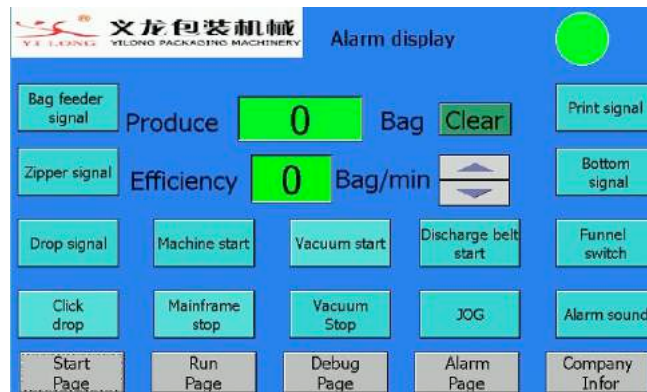 ®
义龙包装机械
YI LONG
YILONG PACKAGING MACHINERY
Alarm display
Bag feeder
signal
Produce
0
Bag
Clear
Print signal
Zipper signal
Efficiency
0
Bag/min
Bottom
signal
Drop signal
Machine start
Vacuum start
Discharge belt
start
Funnel
switch
Click
drop
Mainframe
stop
Vacuum
Stop
JOG
Alarm sound
Start
Page
Run
Page
Debug
Page
Alarm
Page
Company
Infor